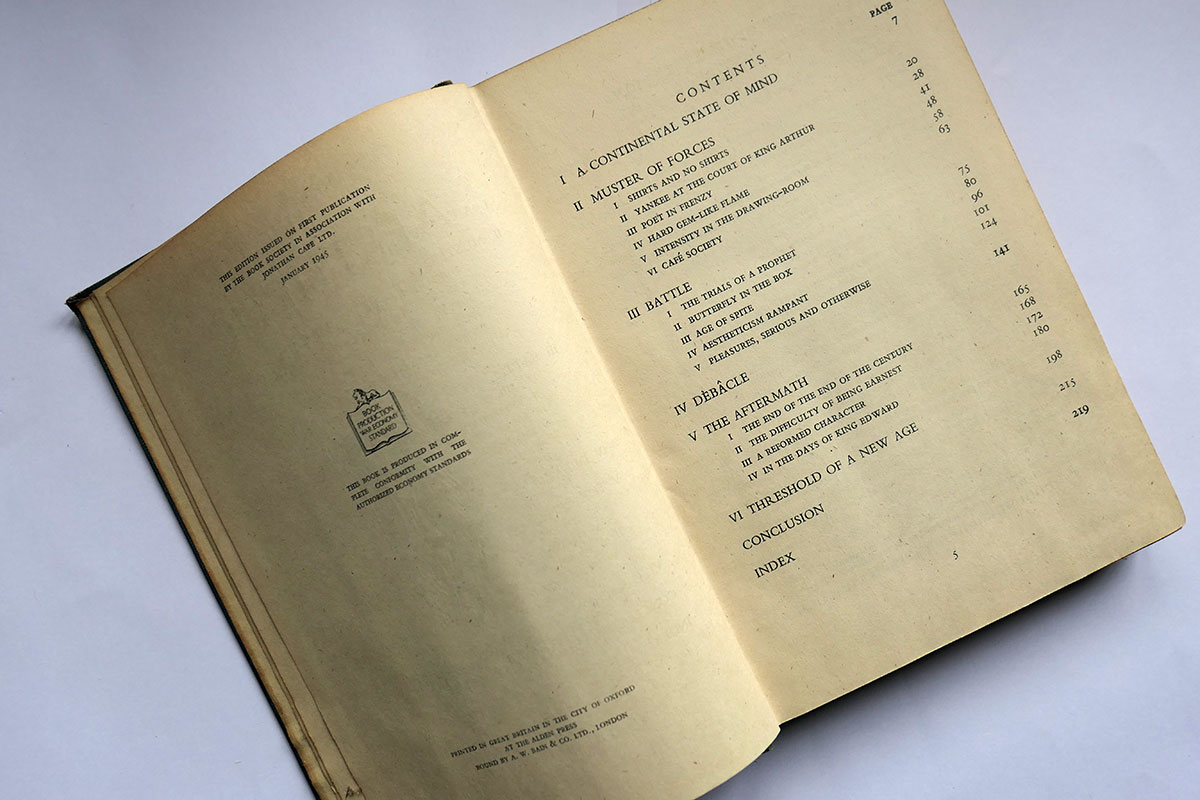 THIS EDITION ISSUED ON FIRST PUBLICATION
BY THE BOOK SOCIETY IN ASSOCIATION WITH
JONATHAN CAPE LTD.
JANUARY 1945
BOOK
PRODUCTION
WAR ECONOMY
STANDARD
THIS BOOK IS PRODUCED IN COM-
PLETE CONFORMITY WITH THE
AUTHORIZED ECONOMY STANDARDS
PRINTED IN GREAT BRITAIN IN THE CITY OF OXFORD
AT THE ALDEN PRESS
BOUND BY A. W. BAIN & CO. LTD., LONDON
CONTENTS
PAGE
I A CONTINENTAL STATE OF MIND 7
II MUSTER OF FORCES
I SHIRTS AND NO SHIRTS 20
II YANKEE AT THE COURT OF KING ARTHUR 28
III POET IN FRENZY 41
IV HARD GEM-LIKE FLAME 48
V INTENSITY IN THE DRAWING-ROOM 58
VI CAFÉ SOCIETY 63
III BATTLE
I THE TRIALS OF A PROPHET 75
II BUTTERFLY IN THE BOX 80
III AGE OF SPITE 96
IV AESTHETICISM RAMPANT 101
V PLEASURES, SERIOUS AND OTHERWISE 124
IV DÉBÂCLE 141
V THE AFTERMATH
I THE END OF THE END OF THE CENTURY 165
II THE DIFFICULTY OF BEING EARNEST 168
III A REFORMED CHARACTER 172
IV IN THE DAYS OF KING EDWARD 180
VI THRESHOLD OF A NEW AGE 198
CONCLUSION 215
INDEX 219
5